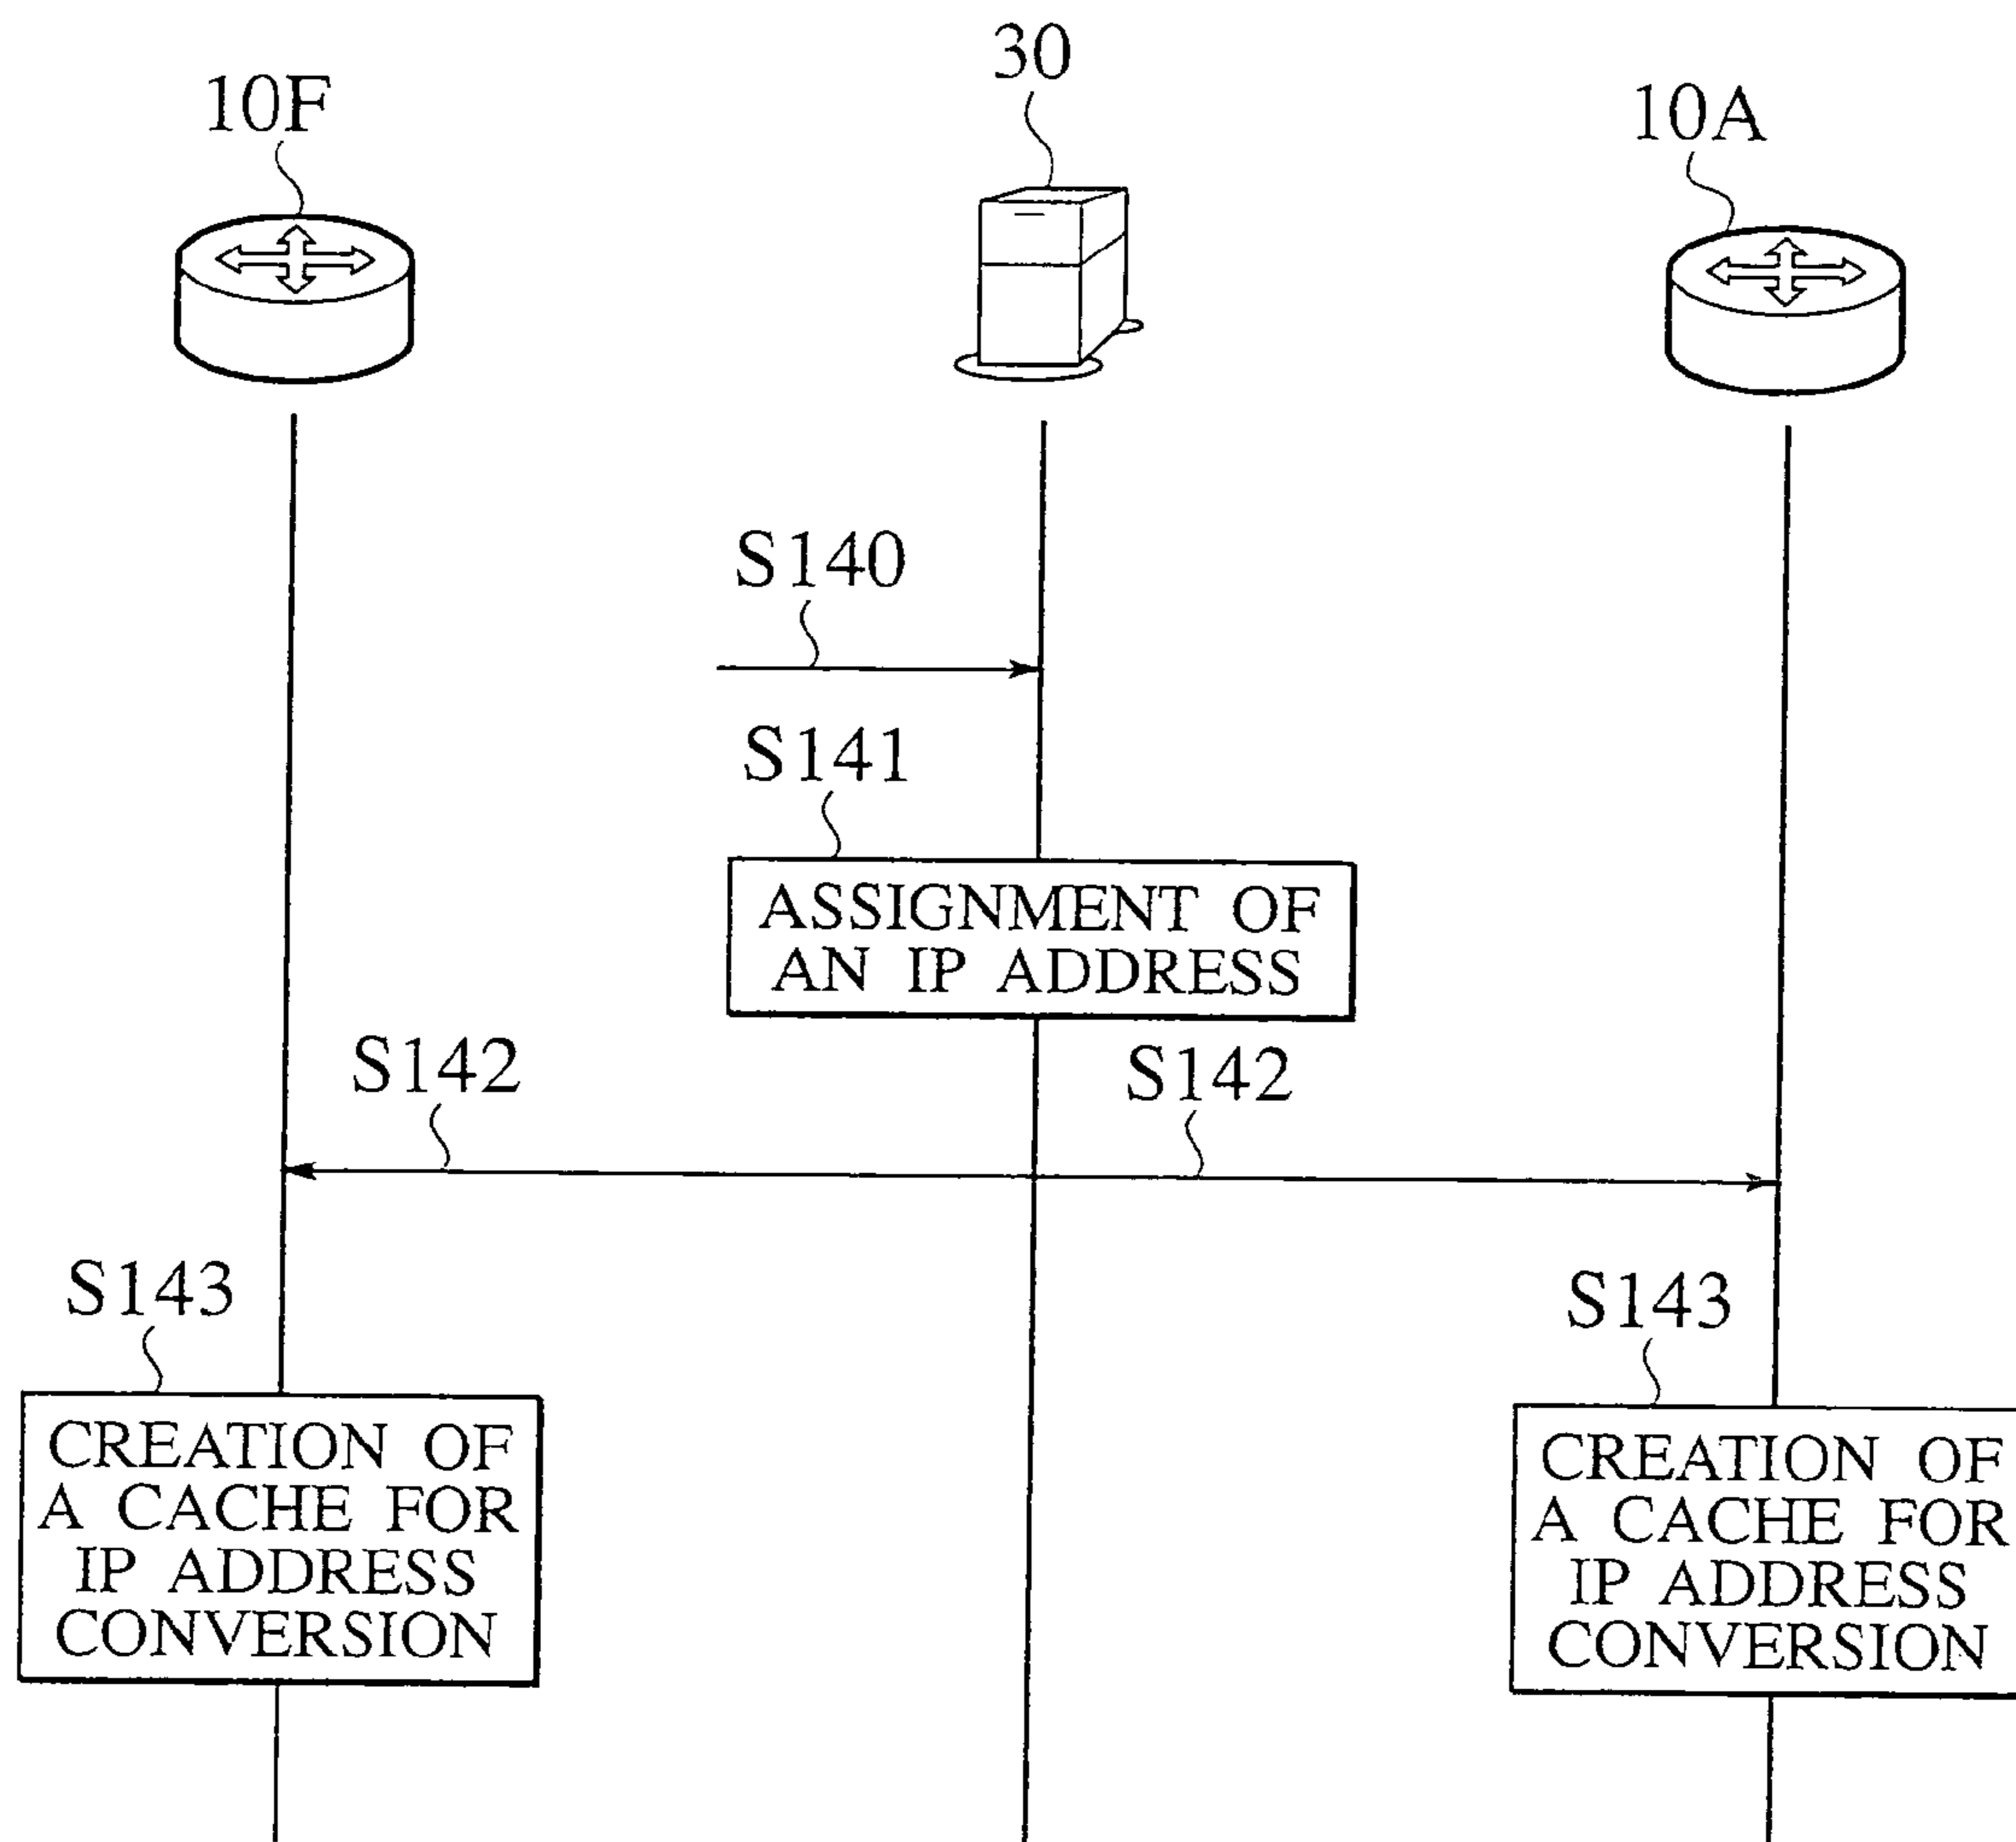 30
10F
10A
S140
S141
ASSIGNMENT OF
AN IP ADDRESS
S142
S142
S143
S143
CREATION OF
A CACHE FOR
IP ADDRESS
CONVERSION
CREATION OF
A CACHE FOR
IP ADDRESS
CONVERSION